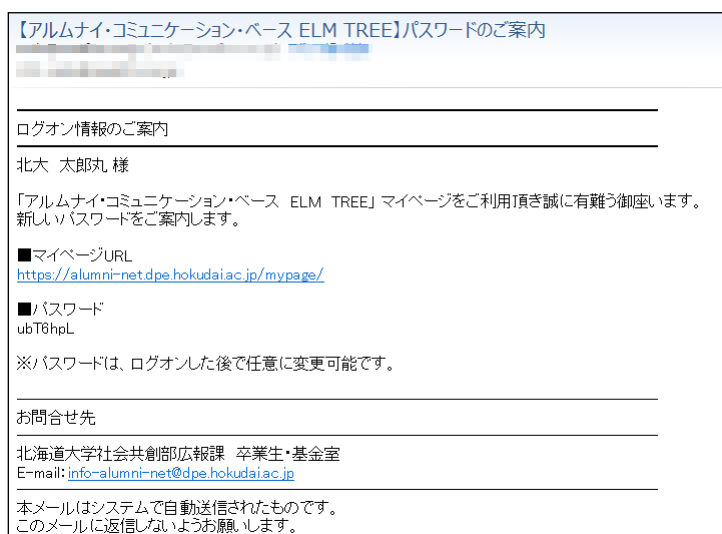 【アルムナイ・コミュニケーション・ベース ELM TREE】パスワードのご案内
ログオン情報のご案内
北大 太郎丸 様
「アルムナイ・コミュニケーション・ベース ELM TREE」 マイページをご利用頂き誠に有難う御座います。
新しいパスワードをご案内します。
■マイページURL
https://alumni-net.dpe.hokudai.ac.jp/mypage/
■パスワード
ubT6hpL
※パスワードは、ログオンした後で任意に変更可能です。
お問合せ先
北海道大学社会共創部広報課 卒業生・基金室
E-mail：info-alumni-net@dpe.hokudai.ac.jp
本メールはシステムで自動送信されたものです。
このメールに返信しないようお願いします。